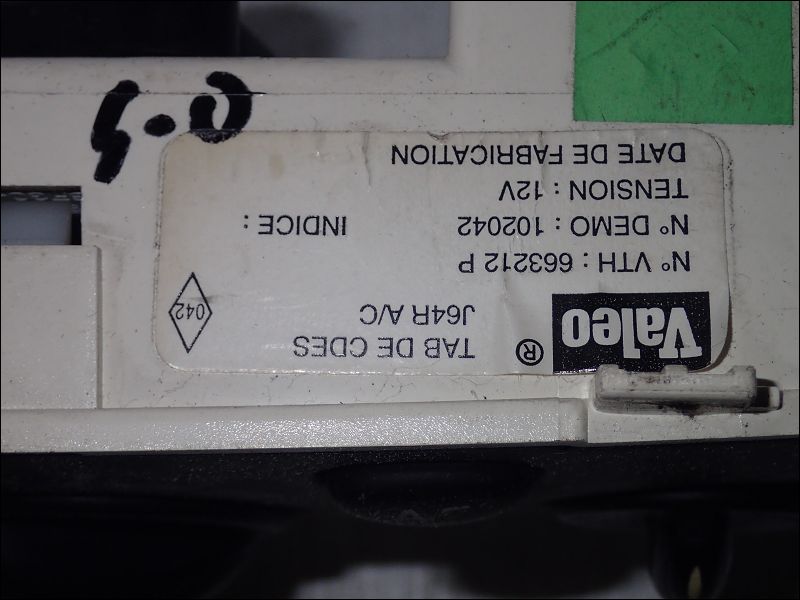 Valeo ® TAB DE CDES
J64R A/C
042
N° VTH : 663212 P
N° DEMO : 102042 INDICE :
TENSION : 12V
DATE DE FABRICATION